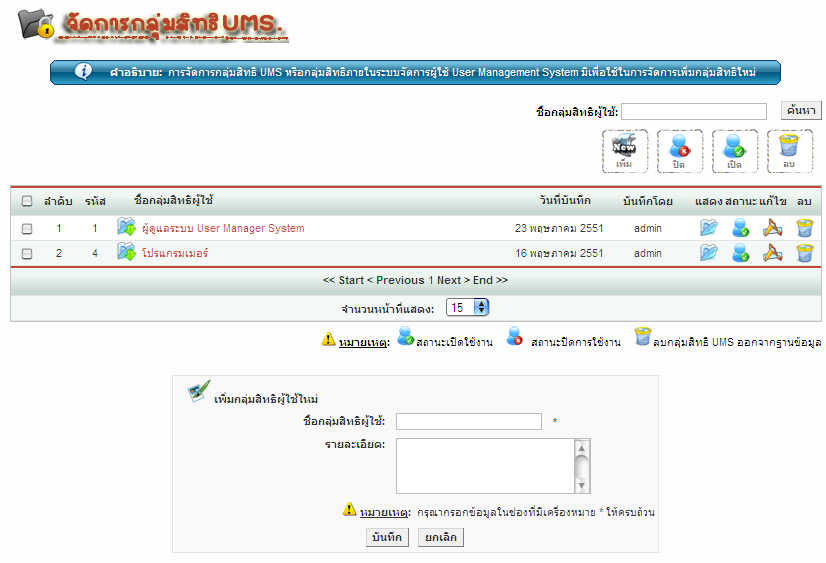 จัดการกลุ่มสิทธิ UMS.
คำอธิบาย: การจัดการกลุ่มสิทธิ UMS หรือกลุ่มสิทธิภายในระบบจัดการผู้ใช้ User Management System มีเพื่อใช้ในการจัดการเพิ่มกลุ่มสิทธิใหม่
ชื่อกลุ่มสิทธิผู้ใช้: ค้นหา
New
เพิ่ม ปิด เปิด ลบ
ลำดับ รหัส ชื่อกลุ่มสิทธิผู้ใช้ วันที่บันทึก บันทึกโดย แสดง สถานะ แก้ไข ลบ
1 1 ผู้ดูแลระบบ User Manager System 23 พฤษภาคม 2551 admin
2 4 โปรแกรมเมอร์ 16 พฤษภาคม 2551 admin
<< Start < Previous 1 Next > End >>
จำนวนหน้าที่แสดง: 15
หมายเหตุ: สถานะเปิดใช้งาน สถานะปิดการใช้งาน ลบกลุ่มสิทธิ UMS ออกจากฐานข้อมูล
เพิ่มกลุ่มสิทธิผู้ใช้ใหม่
ชื่อกลุ่มสิทธิผู้ใช้: *
รายละเอียด:
หมายเหตุ: กรุณากรอกข้อมูลในช่องที่มีเครื่องหมาย * ให้ครบถ้วน
บันทึก ยกเลิก